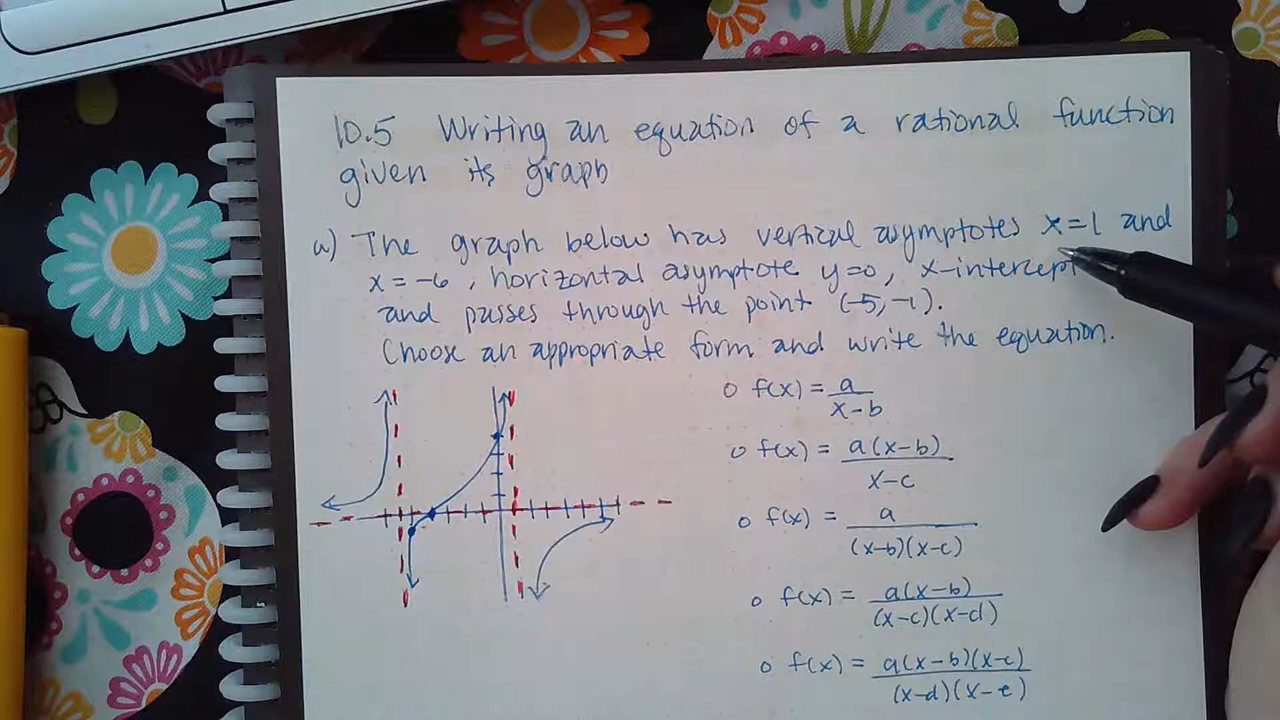 10.5 Writing an equation of a rational function
given its graph
a) The graph below has vertical asymptotes x=1 and
x=-6, horizontal asymptote y=0, x-intercept
and passes through the point (-5,-1).
Choose an appropriate form and write the equation.
○ f(x) = a/(x-b)
○ f(x) = a(x-b)/(x-c)
○ f(x) = a/((x-b)(x-c))
○ f(x) = a(x-b)/((x-c)(x-d))
○ f(x) = a(x-b)(x-c)/((x-d)(x-e))